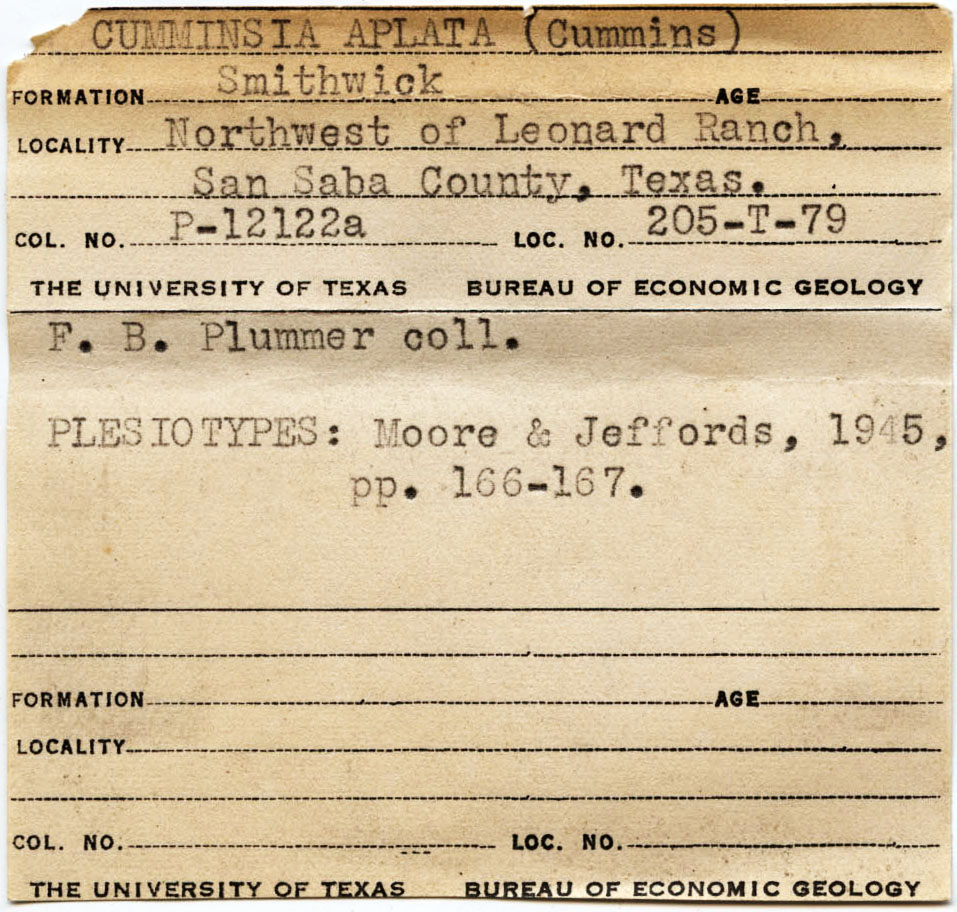 CUMMINSIA APLATA (Cummins)
FORMATION Smithwick AGE
LOCALITY Northwest of Leonard Ranch,
San Saba County, Texas.
COL. NO. P-12122a LOC. NO. 205-T-79
THE UNIVERSITY OF TEXAS BUREAU OF ECONOMIC GEOLOGY
F. B. Plummer coll.
PLESIOTYPES: Moore & Jeffords, 1945,
pp. 166-167.
FORMATION AGE
LOCALITY
COL. NO. LOC. NO.
THE UNIVERSITY OF TEXAS BUREAU OF ECONOMIC GEOLOGY